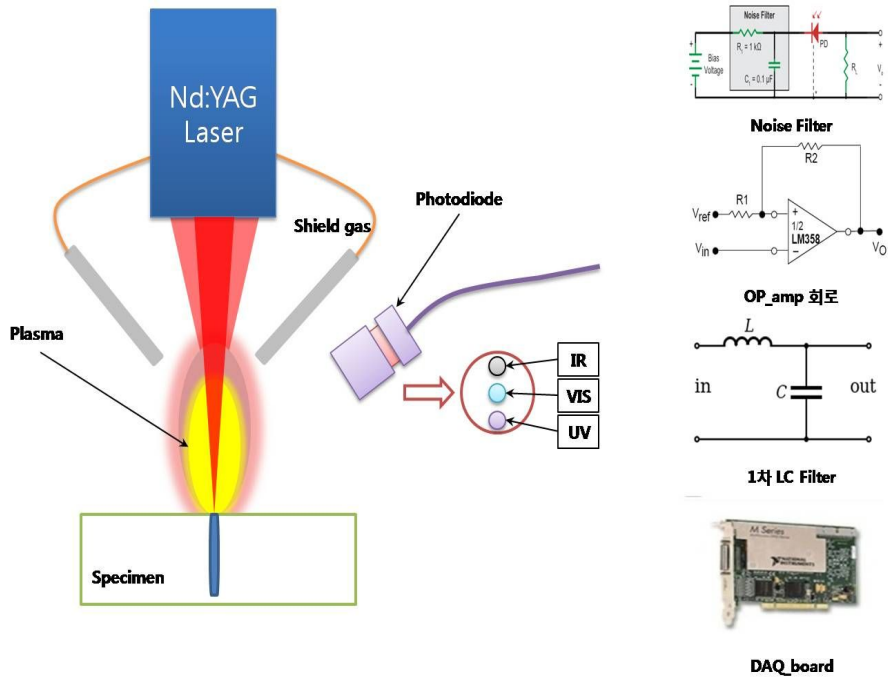 Nd:YAG
Laser
Shield gas
Photodiode
Plasma
IR
VIS
UV
Specimen
Noise Filter
R₁ = 1 kΩ
C₁ = 0.1 μF
+
Bias
Voltage
-
PD
R
+
V
-
Noise Filter
R2
R1
Vref
+
1/2
LM358
-
Vin
VO
OP_amp 회로
L
in
C
out
1차 LC Filter
M Series
NATIONAL
INSTRUMENTS
DAQ_board